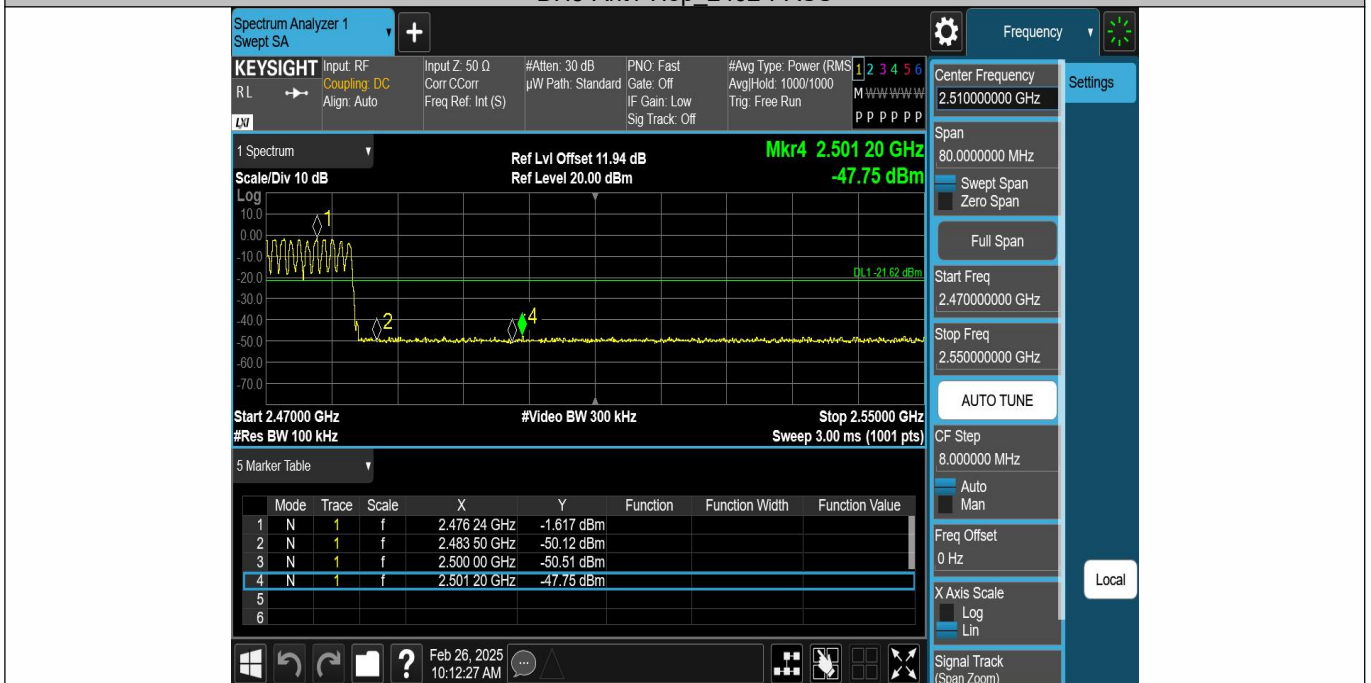 Spectrum Analyzer 1
Swept SA
+
Frequency
KEYSIGHT
RL
LXI
Input: RF
Coupling: DC
Align: Auto
Input Z: 50 Ω
Corr CCorr
Freq Ref: Int (S)
#Atten: 30 dB
µW Path: Standard
PNO: Fast
Gate: Off
IF Gain: Low
Sig Track: Off
#Avg Type: Power (RMS
Avg|Hold: 1000/1000
Trig: Free Run
1 2 3 4 5 6
M W W W W W
P P P P P P
1 Spectrum
Scale/Div 10 dB
Ref Lvl Offset 11.94 dB
Ref Level 20.00 dBm
Mkr4 2.501 20 GHz
-47.75 dBm
Log
10.0
0.00
-10.0
-20.0
-30.0
-40.0
-50.0
-60.0
-70.0
1
2
4
DL1 -21.62 dBm
Start 2.47000 GHz
#Video BW 300 kHz
Stop 2.55000 GHz
#Res BW 100 kHz
Sweep 3.00 ms (1001 pts)
5 Marker Table
Mode Trace Scale X Y Function Function Width Function Value
1 N 1 f 2.476 24 GHz -1.617 dBm
2 N 1 f 2.483 50 GHz -50.12 dBm
3 N 1 f 2.500 00 GHz -50.51 dBm
4 N 1 f 2.501 20 GHz -47.75 dBm
5
6
Feb 26, 2025
10:12:27 AM
?
Center Frequency
2.510000000 GHz
Settings
Span
80.0000000 MHz
Swept Span
Zero Span
Full Span
Start Freq
2.470000000 GHz
Stop Freq
2.550000000 GHz
AUTO TUNE
CF Step
8.000000 MHz
Auto
Man
Freq Offset
0 Hz
X Axis Scale
Log
Lin
Local
Signal Track
(Span Zoom)